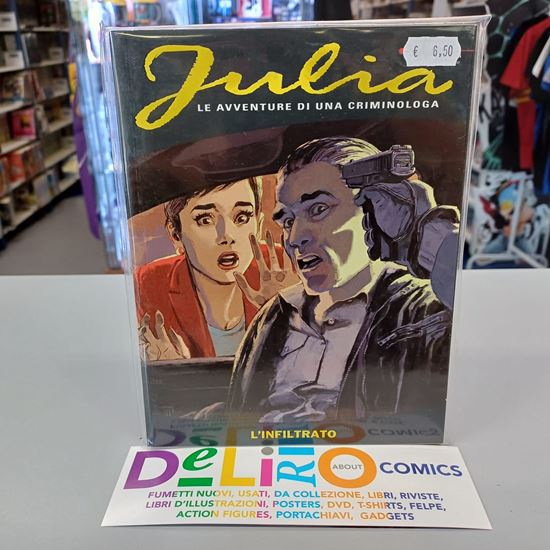 Julia
€ 6,50
LE AVVENTURE DI UNA CRIMINOLOGA
L'INFILTRATO
DeLiRiO ABOUT COMICS
FUMETTI NUOVI, USATI, DA COLLEZIONE, LIBRI, RIVISTE,
LIBRI D'ILLUSTRAZIONI, POSTERS, DVD, T-SHIRTS, FELPE,
ACTION FIGURES, PORTACHIAVI, GADGETS